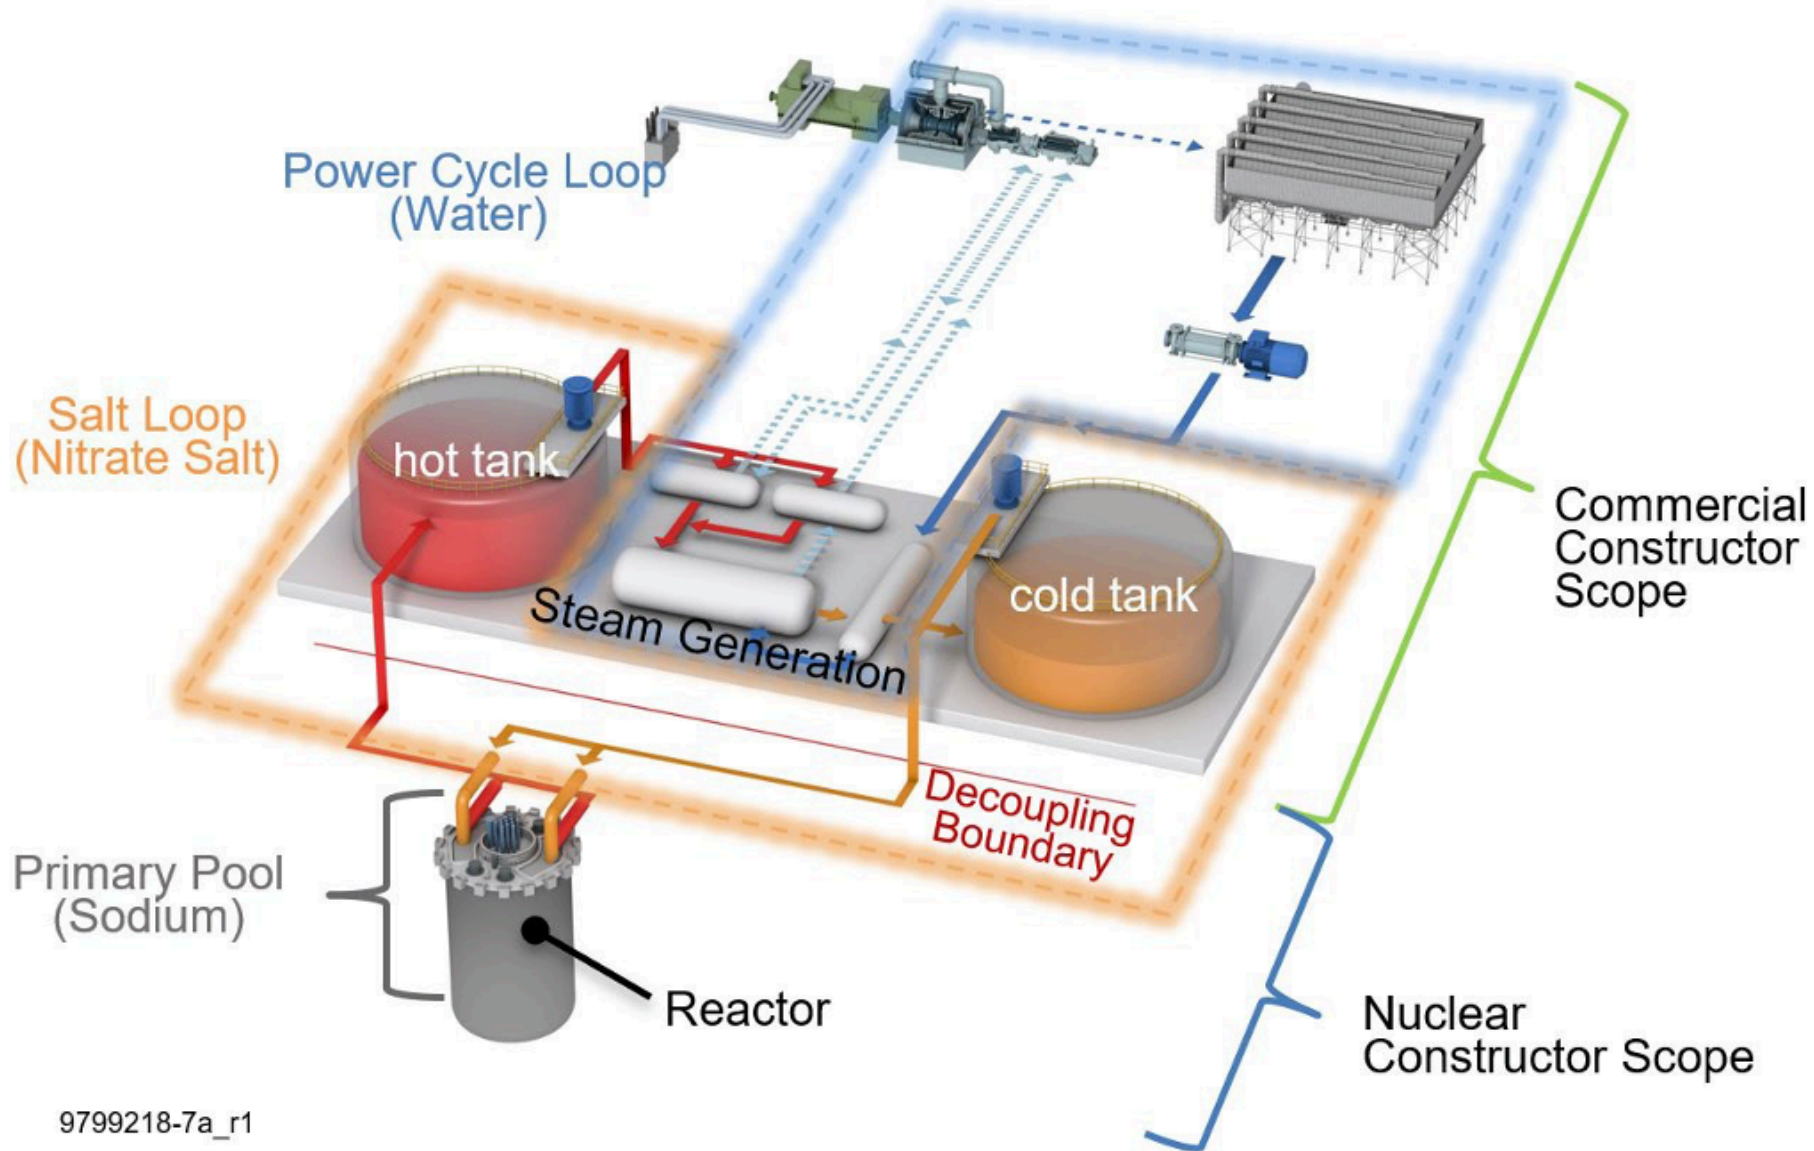 Power Cycle Loop
(Water)
Salt Loop
(Nitrate Salt)
hot tank
Steam Generation
cold tank
Commercial
Constructor
Scope
Decoupling
Boundary
Primary Pool
(Sodium)
Reactor
Nuclear
Constructor Scope
9799218-7a_r1